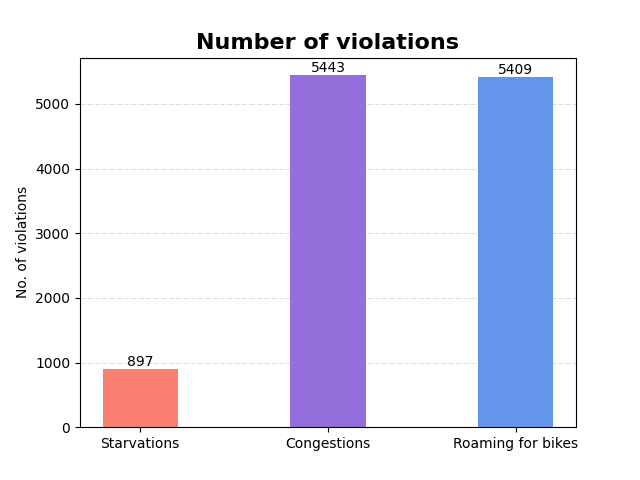 Number of violations
5443
5409
897
5000
4000
3000
2000
1000
0
No. of violations
Starvations
Congestions
Roaming for bikes